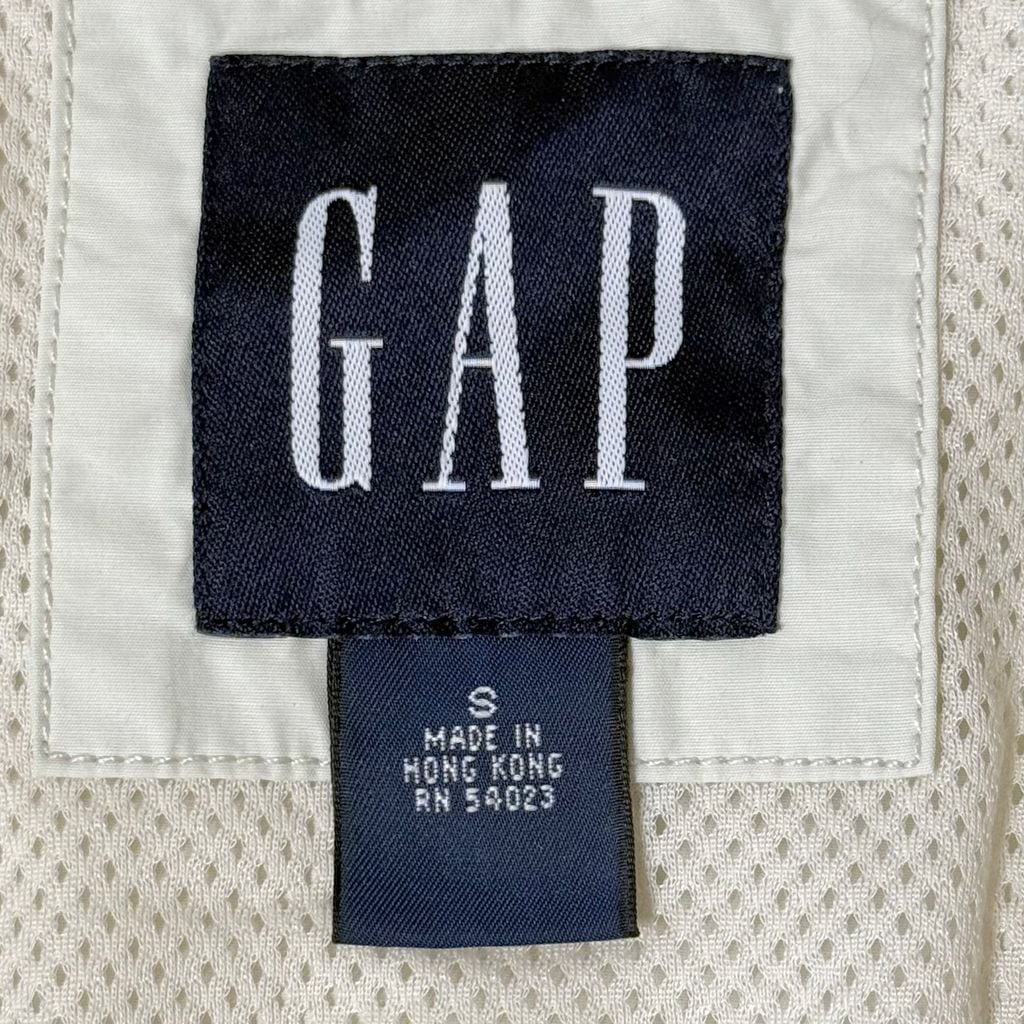 GAP
S
MADE IN
HONG KONG
RN 54023